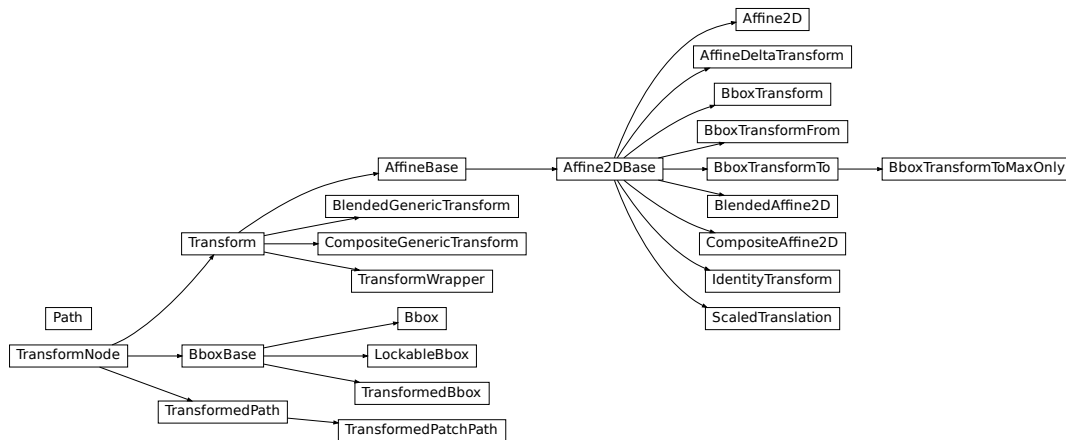 Affine2D
AffineDeltaTransform
BboxTransform
BboxTransformFrom
AffineBase
Affine2DBase
BboxTransformTo
BboxTransformToMaxOnly
BlendedGenericTransform
BlendedAffine2D
Transform
CompositeGenericTransform
CompositeAffine2D
TransformWrapper
IdentityTransform
Path
Bbox
ScaledTranslation
TransformNode
BboxBase
LockableBbox
TransformedBbox
TransformedPath
TransformedPatchPath